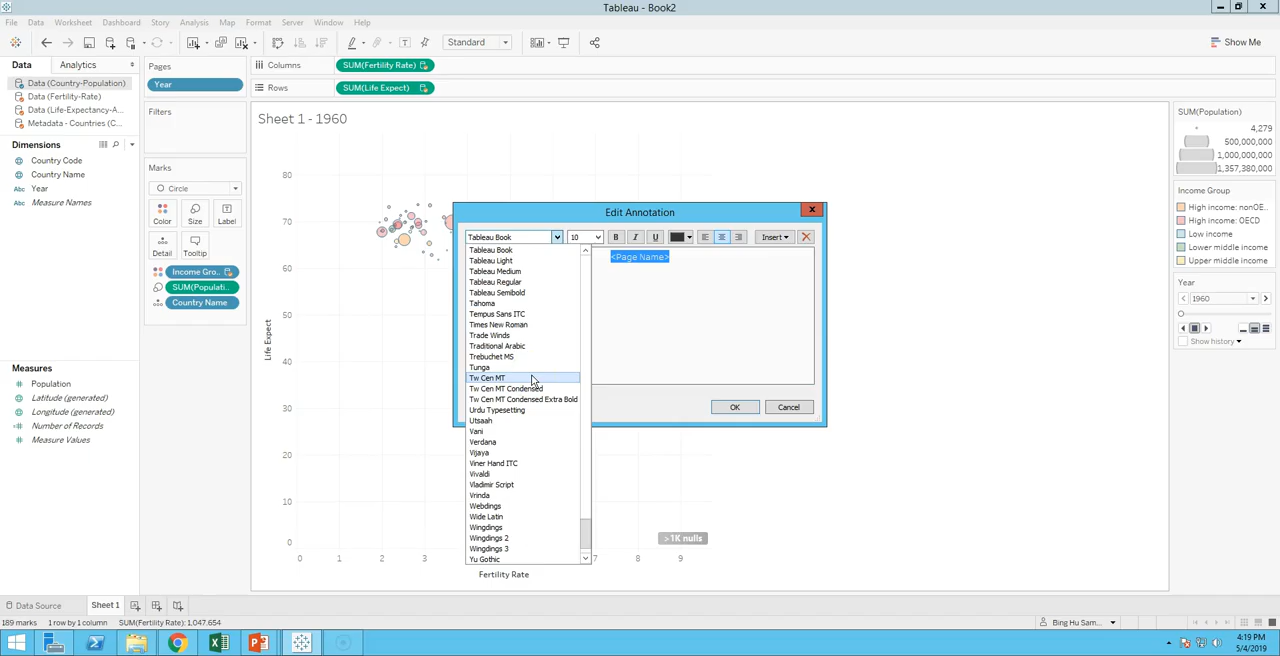 Tableau - Book2
File Data Worksheet Dashboard Story Analysis Map Format Server Window Help
Standard
Show Me
Data Analytics
Data (Country-Population)
Data (Fertility-Rate)
Data (Life-Expectancy-A...
Metadata - Countries (C...
Dimensions
Country Code
Country Name
Abc Year
Abc Measure Names
Measures
Population
Latitude (generated)
Longitude (generated)
Number of Records
Measure Values
Pages
Year
Filters
Marks
Circle
Color Size Label
Detail Tooltip
Income Gro..
SUM(Populati..
Country Name
Columns SUM(Fertility Rate)
Rows SUM(Life Expect)
Sheet 1 - 1960
80
70
60
50
40
30
20
10
0
Life Expect
0 1 2 3 4 7 8 9
Fertility Rate
>1K nulls
Edit Annotation
Tableau Book 10 B I U Insert
<Page Name>
Tableau Book
Tableau Light
Tableau Medium
Tableau Regular
Tableau Semibold
Tahoma
Tempus Sans ITC
Times New Roman
Trade Winds
Traditional Arabic
Trebuchet MS
Tunga
Tw Cen MT
Tw Cen MT Condensed
Tw Cen MT Condensed Extra Bold
Urdu Typesetting
Utsaah
Vani
Verdana
Vijaya
Viner Hand ITC
Vivaldi
Vladimir Script
Vrinda
Webdings
Wide Latin
Wingdings
Wingdings 2
Wingdings 3
Yu Gothic
OK Cancel
SUM(Population)
4,279
500,000,000
1,000,000,000
1,357,380,000
Income Group
High income: nonOE...
High income: OECD
Low income
Lower middle income
Upper middle income
Year
1960
Show history
Data Source Sheet 1
189 marks 1 row by 1 column SUM(Fertility Rate): 1,047.654
Bing Hu Sam...
4:19 PM
5/4/2019